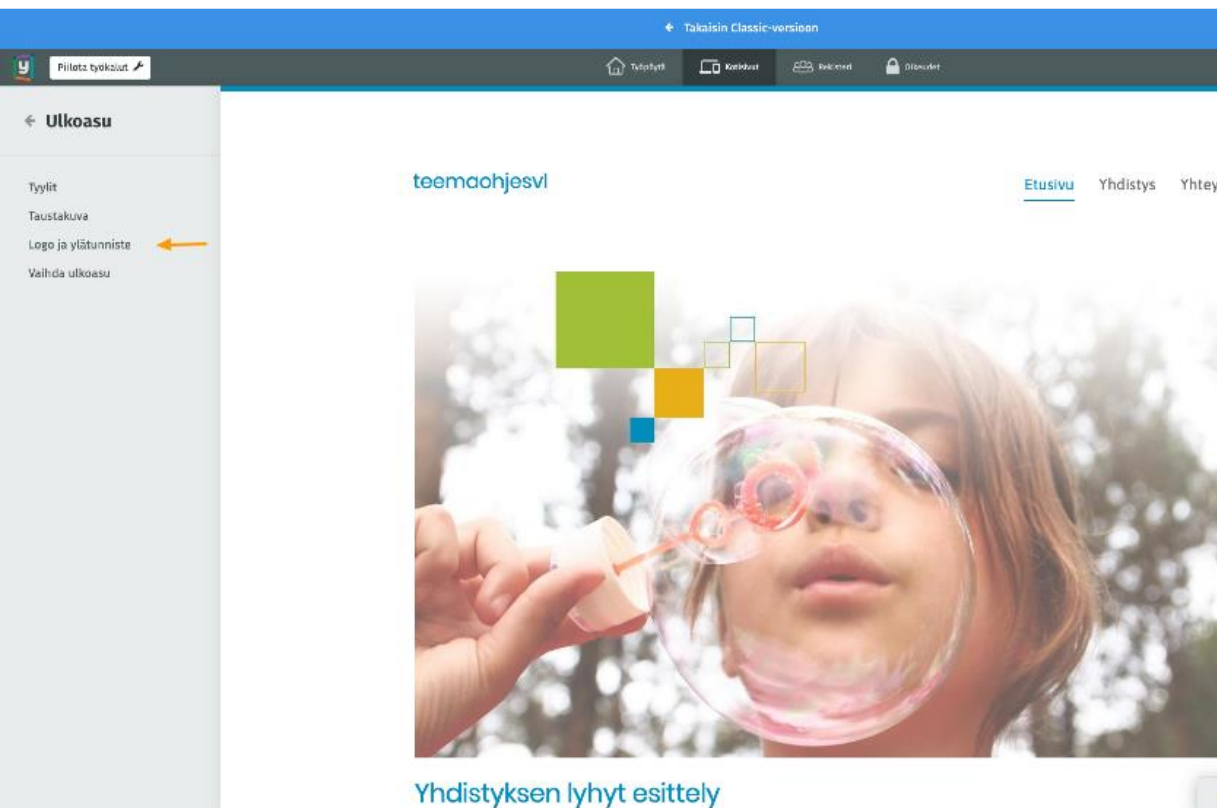 Takaisin Classic-versioon
Piilota työkalut
Työpöytä Kotisivut Rekisteri Oikeudet
Ulkoasu
teemaohjesvl
Etusivu Yhdistys Yhtey
Tyylit
Taustakuva
Logo ja ylätunniste
Vaihda ulkoasu
Yhdistyksen lyhyt esittely